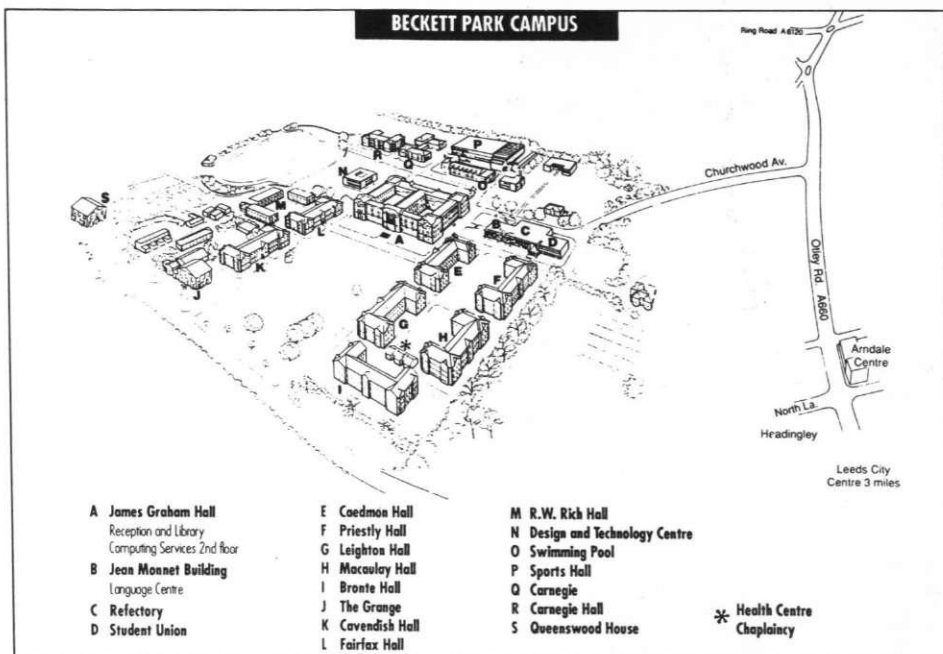 BECKETT PARK CAMPUS
Ring Road A6120
Churchwood Av.
Otley Rd. A660
Arndale
Centre
North La.
Headingley
Leeds City
Centre 3 miles
R
Q
P
N
O
S
M
L
A
B
C
D
K
J
E
F
G
H
*
I
A James Graham Hall
Reception and Library
Computing Services 2nd floor
B Jean Monnet Building
Language Centre
C Refectory
D Student Union
E Caedmon Hall
F Priestly Hall
G Leighton Hall
H Macaulay Hall
I Bronte Hall
J The Grange
K Cavendish Hall
L Fairfax Hall
M R.W. Rich Hall
N Design and Technology Centre
O Swimming Pool
P Sports Hall
Q Carnegie
R Carnegie Hall
S Queenswood House
* Health Centre
Chaplaincy